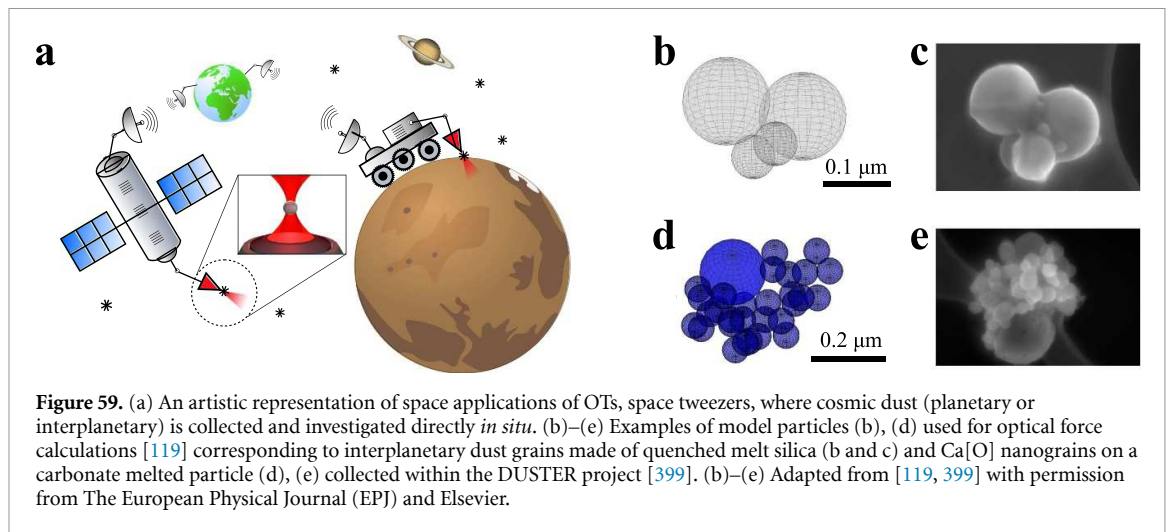 a
b
c
0.1 μm
d
e
0.2 μm
Figure 59. (a) An artistic representation of space applications of OTs, space tweezers, where cosmic dust (planetary or
interplanetary) is collected and investigated directly in situ. (b)–(e) Examples of model particles (b), (d) used for optical force
calculations [119] corresponding to interplanetary dust grains made of quenched melt silica (b and c) and Ca[O] nanograins on a
carbonate melted particle (d), (e) collected within the DUSTER project [399]. (b)–(e) Adapted from [119, 399] with permission
from The European Physical Journal (EPJ) and Elsevier.